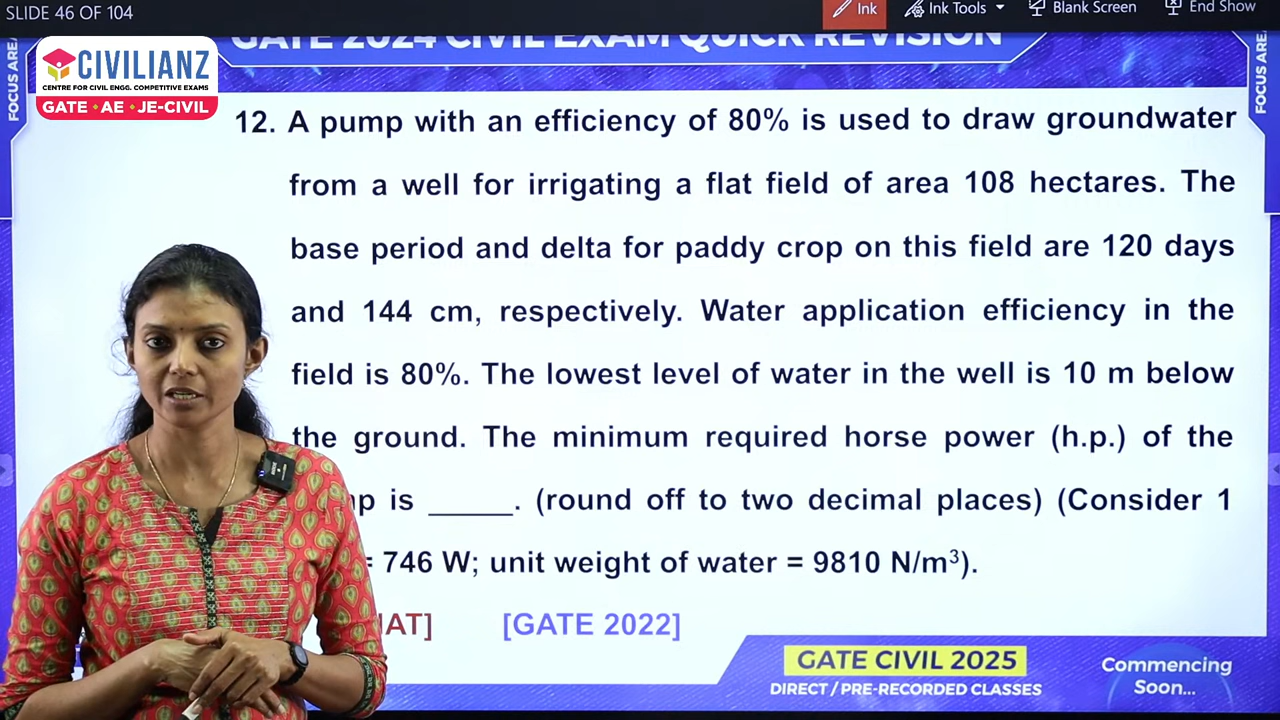 SLIDE 46 OF 104
Ink
Ink Tools
Blank Screen
End Show
GATE 2024 CIVIL EXAM QUICK REVISION
FOCUS AREA
FOCUS AREA
CIVILIANZ
CENTRE FOR CIVIL ENGG. COMPETITIVE EXAMS
GATE • AE • JE-CIVIL
12. A pump with an efficiency of 80% is used to draw groundwater
from a well for irrigating a flat field of area 108 hectares. The
base period and delta for paddy crop on this field are 120 days
and 144 cm, respectively. Water application efficiency in the
field is 80%. The lowest level of water in the well is 10 m below
the ground. The minimum required horse power (h.p.) of the
p is _____. (round off to two decimal places) (Consider 1
= 746 W; unit weight of water = 9810 N/m³).
AT] [GATE 2022]
GATE CIVIL 2025
DIRECT / PRE-RECORDED CLASSES
Commencing
Soon...